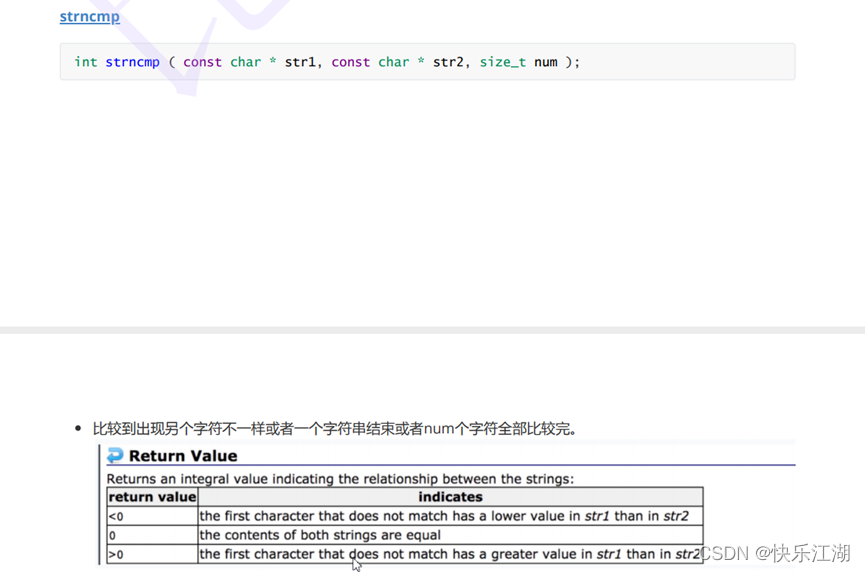 strncmp
int strncmp ( const char * str1, const char * str2, size_t num );
• 比较到出现另个字符不一样或者一个字符串结束或者num个字符全部比较完。
Return Value
Returns an integral value indicating the relationship between the strings:
return value indicates
<0 the first character that does not match has a lower value in str1 than in str2
0 the contents of both strings are equal
>0 the first character that does not match has a greater value in str1 than in str2
CSDN @快乐江湖